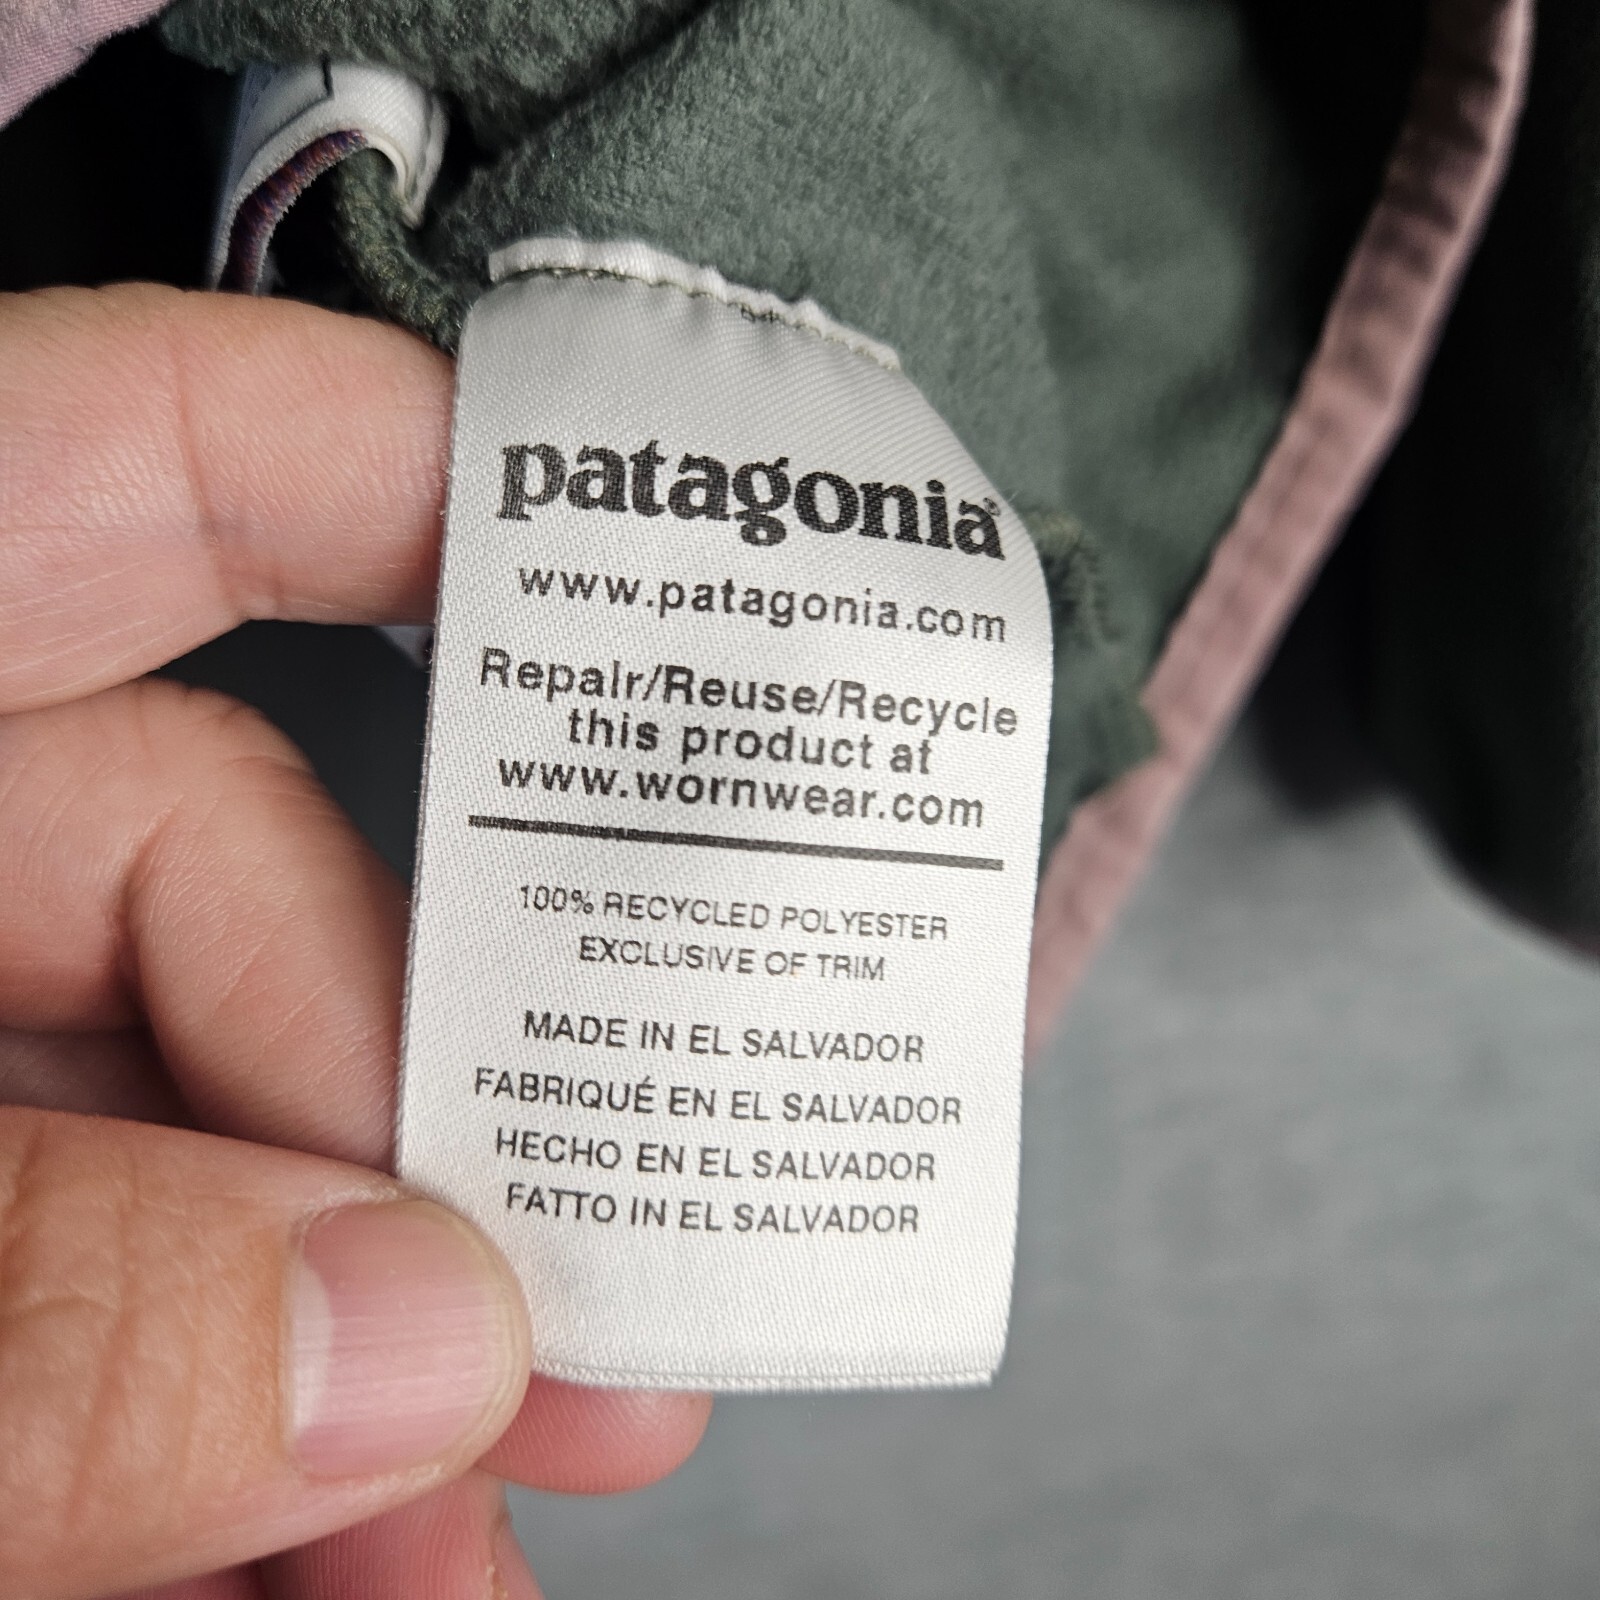 patagonia®
www.patagonia.com
Repair/Reuse/Recycle
this product at
www.wornwear.com
100% RECYCLED POLYESTER
EXCLUSIVE OF TRIM
MADE IN EL SALVADOR
FABRIQUÉ EN EL SALVADOR
HECHO EN EL SALVADOR
FATTO IN EL SALVADOR